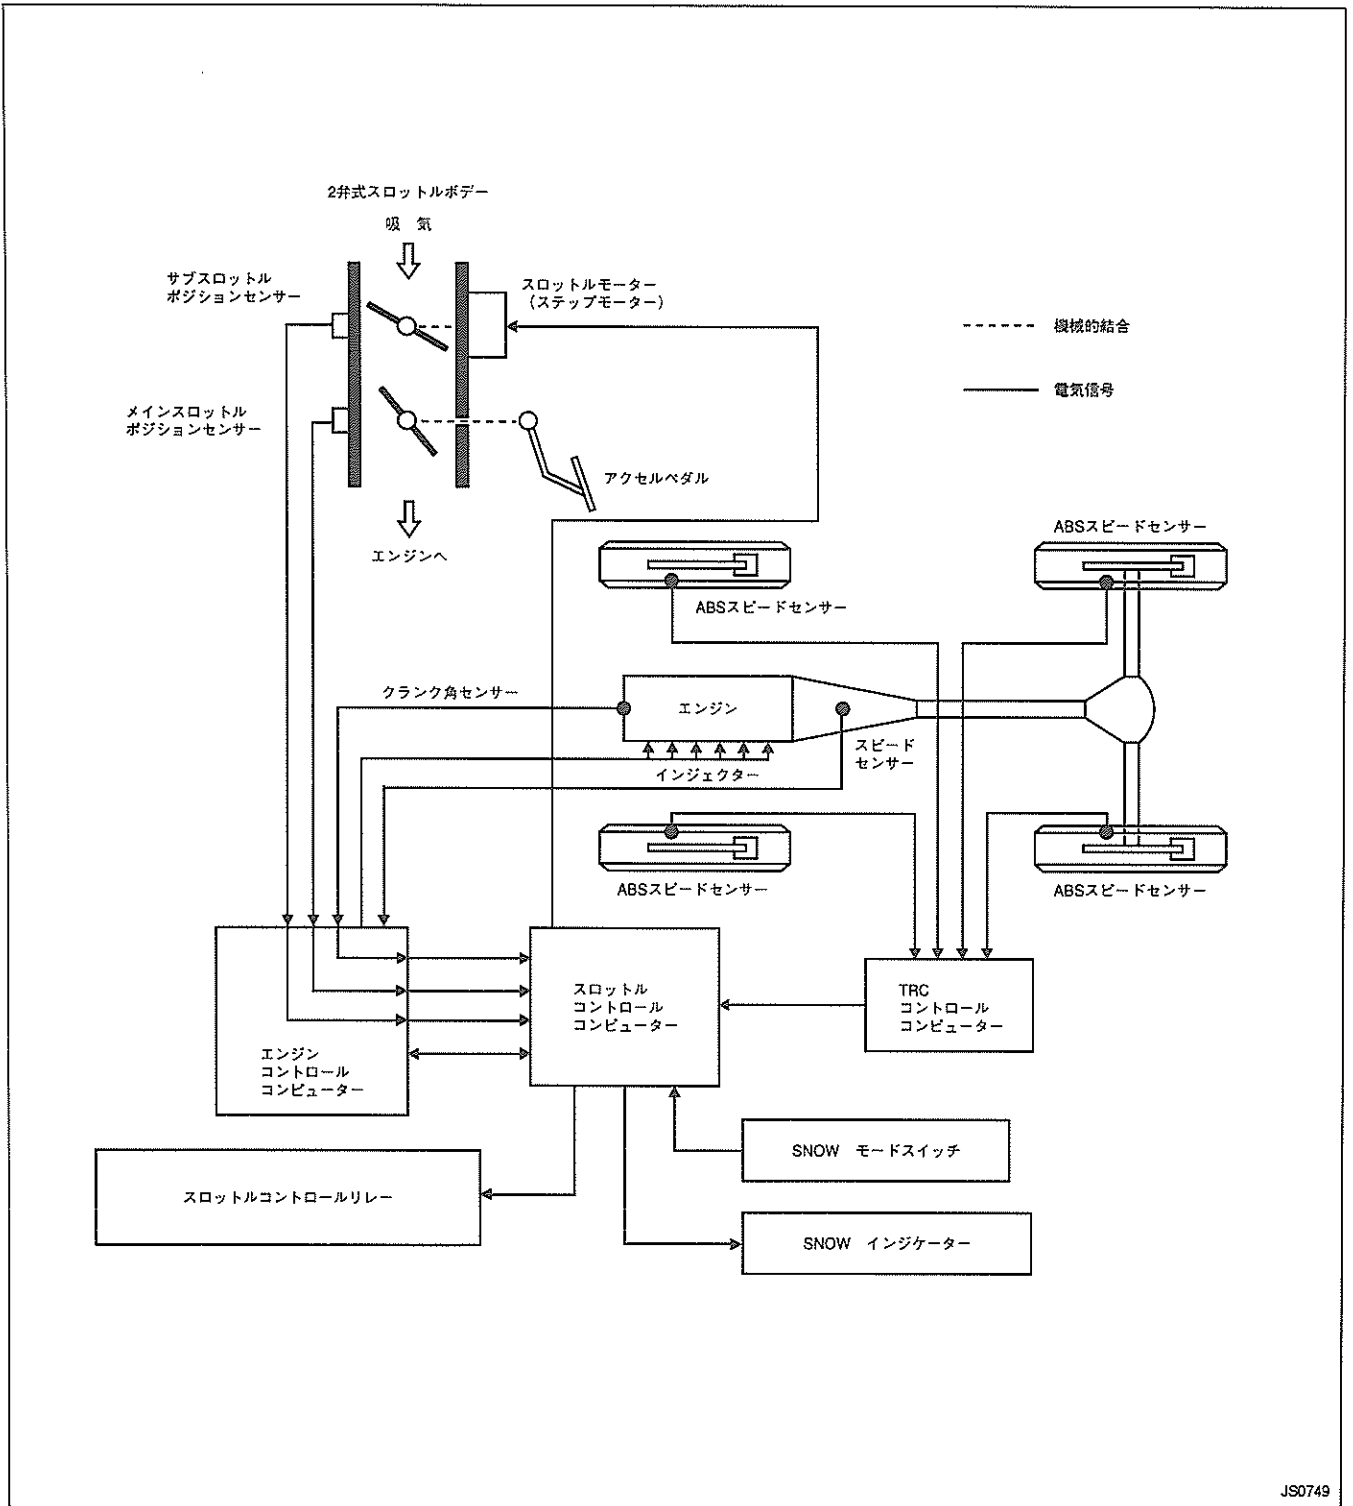 2弁式スロットルボデー
吸　気
サブスロットル
ポジションセンサー
スロットルモーター
（ステップモーター）
機械的結合
電気信号
メインスロットル
ポジションセンサー
アクセルペダル
エンジンへ
ABSスピードセンサー
ABSスピードセンサー
クランク角センサー
エンジン
スピード
センサー
インジェクター
ABSスピードセンサー
ABSスピードセンサー
エンジン
コントロール
コンピューター
スロットル
コントロール
コンピューター
TRC
コントロール
コンピューター
SNOW　モードスイッチ
スロットルコントロールリレー
SNOW　インジケーター
JS0749